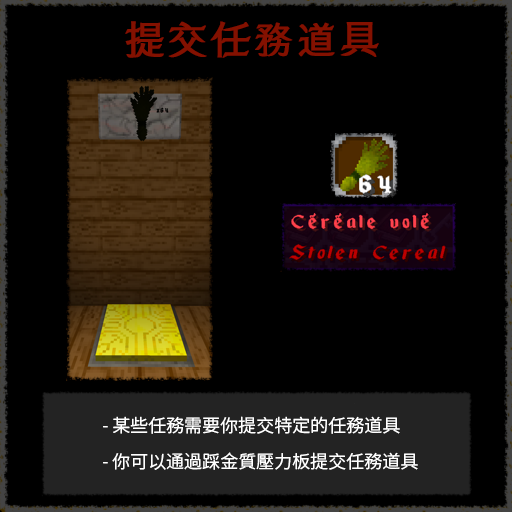 提交任務道具
64
Céréale volé
Stolen Cereal
- 某些任務需要你提交特定的任務道具
- 你可以通過踩金質壓力板提交任務道具